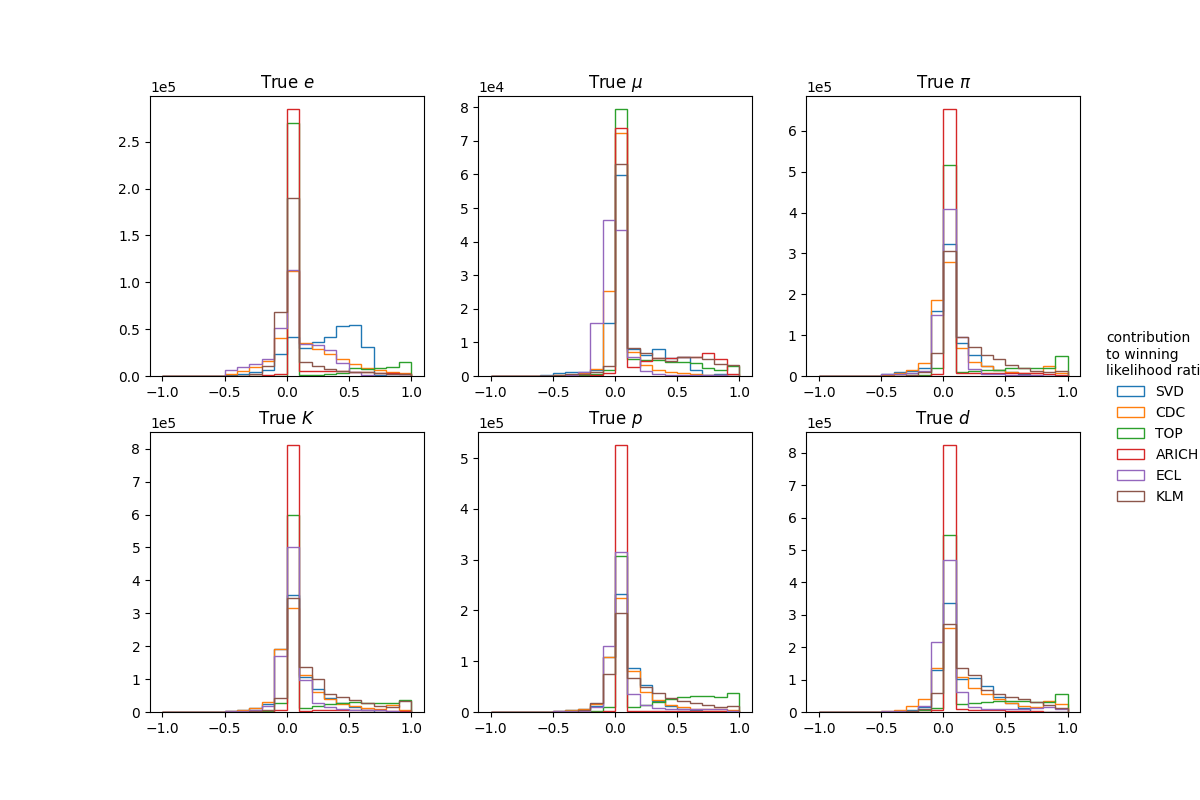 True e
True μ
True π
1e5
1e4
1e5
2.5
2.0
1.5
1.0
0.5
0.0
8
7
6
5
4
3
2
1
0
6
5
4
3
2
1
0
−1.0 −0.5 0.0 0.5 1.0
−1.0 −0.5 0.0 0.5 1.0
−1.0 −0.5 0.0 0.5 1.0
True K
True p
True d
1e5
1e5
1e5
8
7
6
5
4
3
2
1
0
5
4
3
2
1
0
8
7
6
5
4
3
2
1
0
−1.0 −0.5 0.0 0.5 1.0
−1.0 −0.5 0.0 0.5 1.0
−1.0 −0.5 0.0 0.5 1.0
contribution
to winning
likelihood rati
SVD
CDC
TOP
ARICH
ECL
KLM